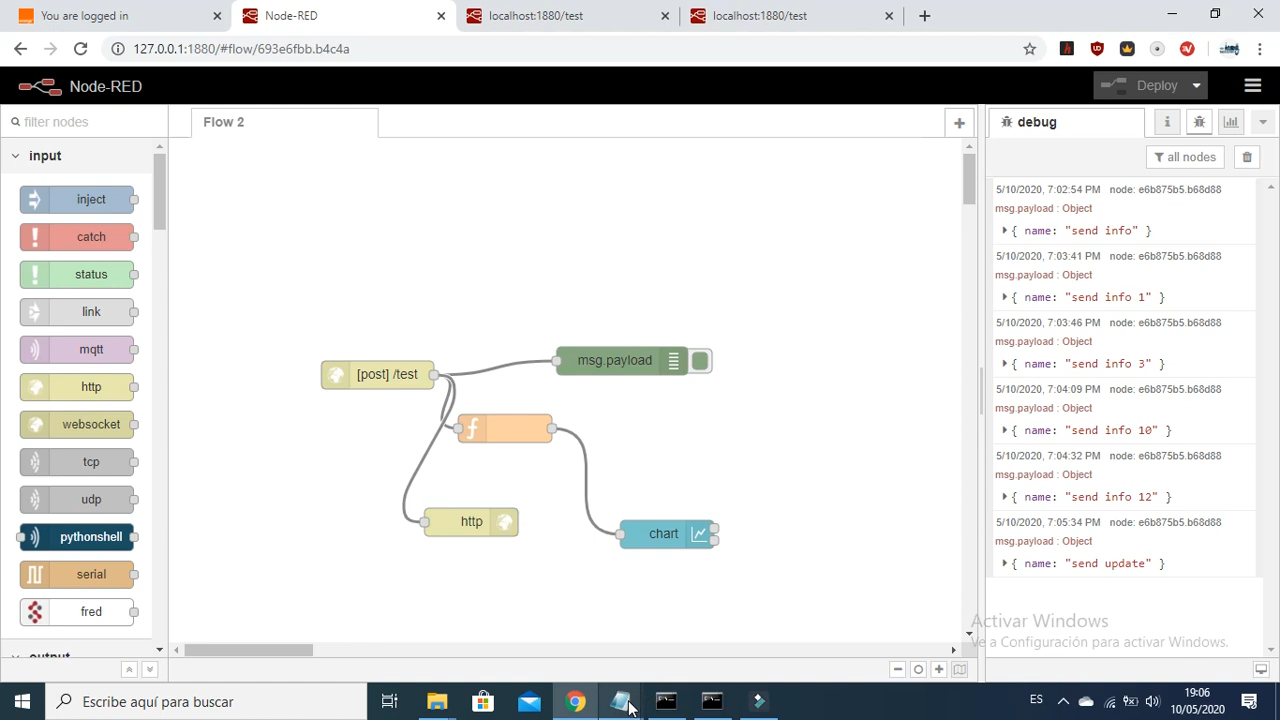 You are logged in
Node-RED
localhost:1880/test
localhost:1880/test
127.0.0.1:1880/#flow/693e6fbb.b4c4a
Node-RED
Deploy
filter nodes
Flow 2
debug
i
input
all nodes
inject
catch
status
link
mqtt
http
websocket
tcp
udp
pythonshell
serial
fred
output
[post] /test
msg.payload
f
http
chart
5/10/2020, 7:02:54 PM node: e6b875b5.b68d88
msg.payload : Object
{ name: "send info" }
5/10/2020, 7:03:41 PM node: e6b875b5.b68d88
msg.payload : Object
{ name: "send info 1" }
5/10/2020, 7:03:46 PM node: e6b875b5.b68d88
msg.payload : Object
{ name: "send info 3" }
5/10/2020, 7:04:09 PM node: e6b875b5.b68d88
msg.payload : Object
{ name: "send info 10" }
5/10/2020, 7:04:32 PM node: e6b875b5.b68d88
msg.payload : Object
{ name: "send info 12" }
5/10/2020, 7:05:34 PM node: e6b875b5.b68d88
msg.payload : Object
{ name: "send update" }
Activar Windows
Ve a Configuración para activar Windows.
Escribe aquí para buscar
ES
19:06
10/05/2020